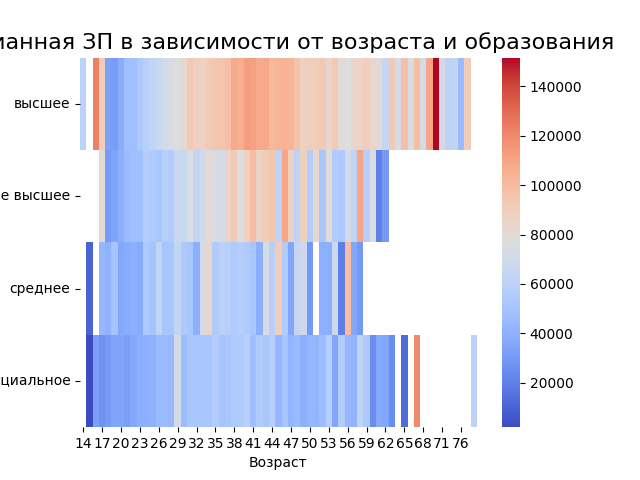 ианная ЗП в зависимости от возраста и образования
высшее
е высшее
среднее
циальное
14 17 20 23 26 29 32 35 38 41 44 47 50 53 56 59 62 65 68 71 76
Возраст
140000
120000
100000
80000
60000
40000
20000